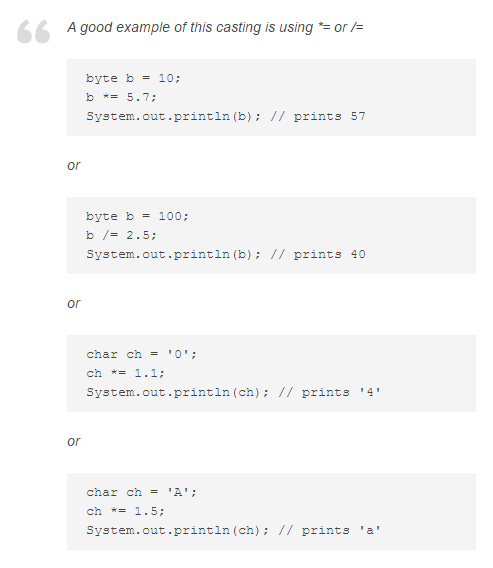 A good example of this casting is using *= or /=
byte b = 10;
b *= 5.7;
System.out.println(b); // prints 57
or
byte b = 100;
b /= 2.5;
System.out.println(b); // prints 40
or
char ch = '0';
ch *= 1.1;
System.out.println(ch); // prints '4'
or
char ch = 'A';
ch *= 1.5;
System.out.println(ch); // prints 'a'